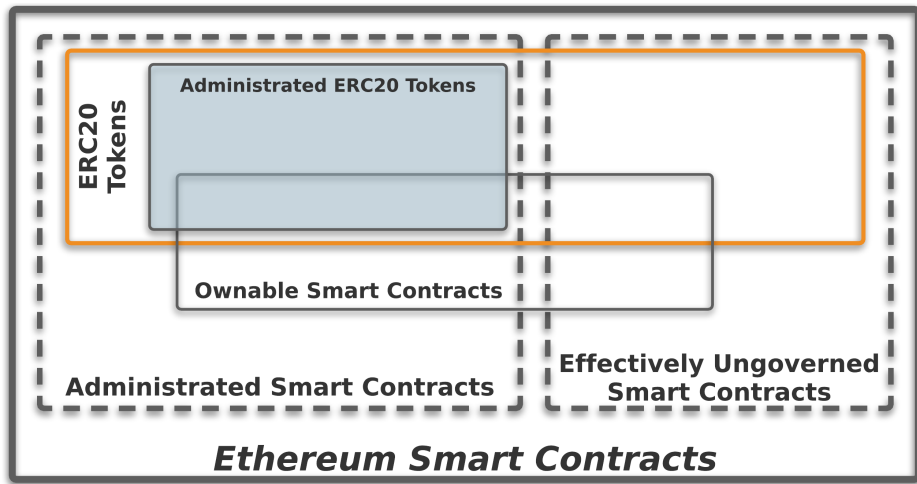 Administrated ERC20 Tokens
ERC20
Tokens
Ownable Smart Contracts
Administrated Smart Contracts
Effectively Ungoverned
Smart Contracts
Ethereum Smart Contracts